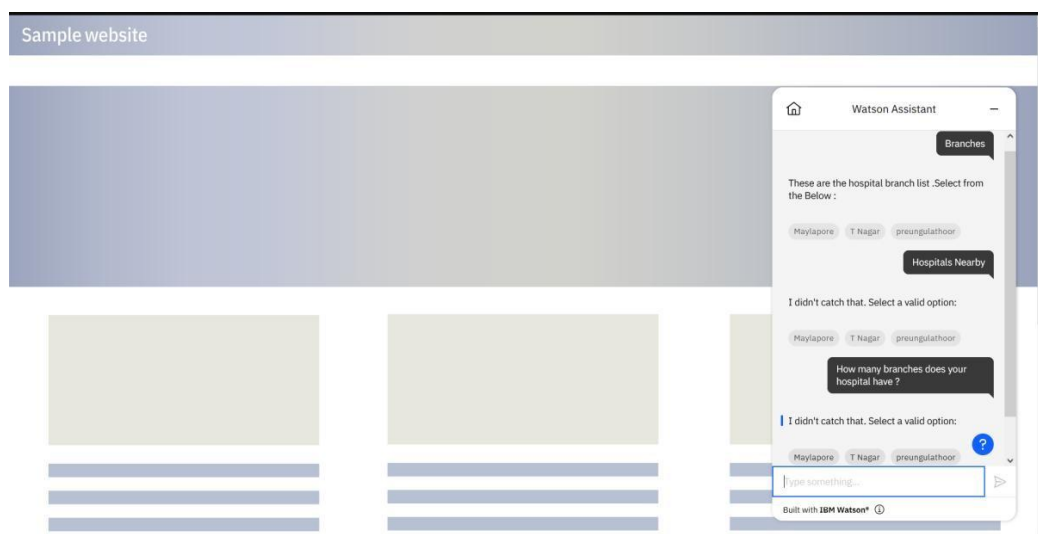 Sample website
Watson Assistant
Branches
These are the hospital branch list .Select from
the Below :
Maylapore T Nagar preungulathoor
Hospitals Nearby
I didn't catch that. Select a valid option:
Maylapore T Nagar preungulathoor
How many branches does your
hospital have ?
I didn't catch that. Select a valid option:
?
Maylapore T Nagar preungulathoor
Type something...
Built with IBM Watson®